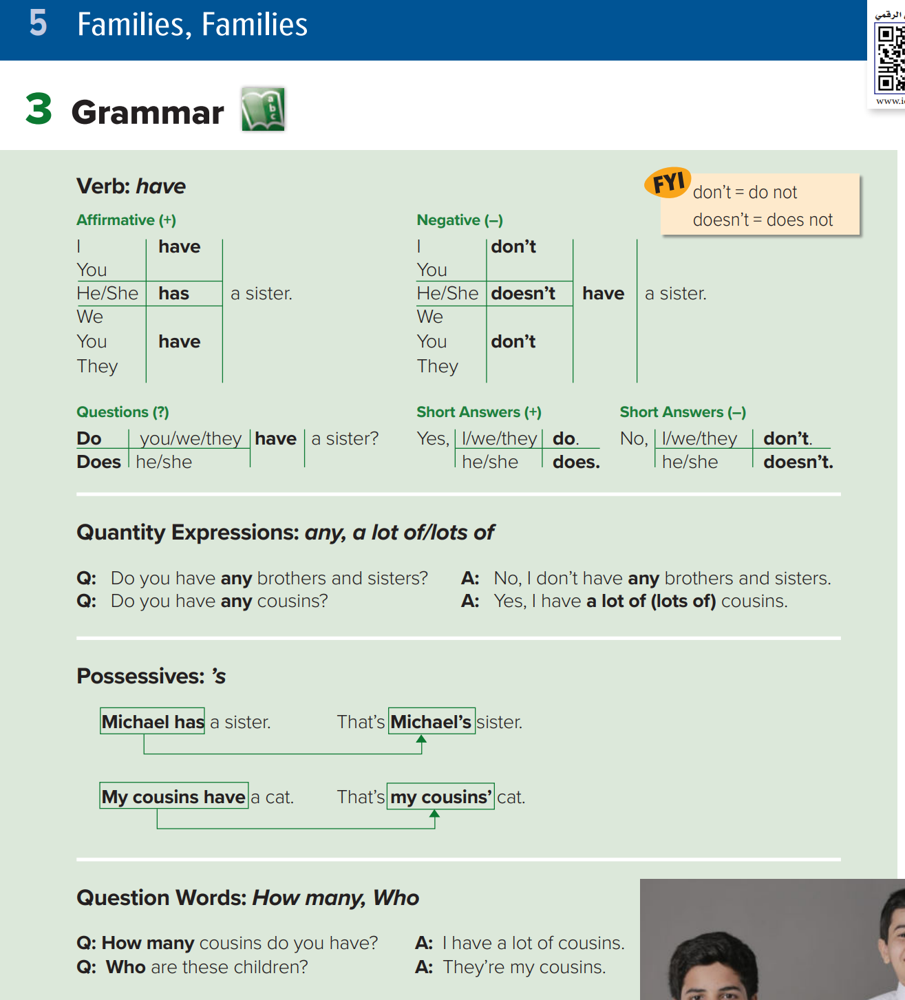 5 Families, Families
الرقمي
3 Grammar
a
b
c
Verb: have
FYI
don't = do not
doesn't = does not
Affirmative (+)
I have
You
He/She has a sister.
We
You have
They
Negative (–)
I don't
You
He/She doesn't have a sister.
We
You don't
They
Questions (?)
Do you/we/they have a sister?
Does he/she
Short Answers (+)
Yes, I/we/they do.
he/she does.
Short Answers (–)
No, I/we/they don't.
he/she doesn't.
Quantity Expressions: any, a lot of/lots of
Q: Do you have any brothers and sisters? A: No, I don't have any brothers and sisters.
Q: Do you have any cousins? A: Yes, I have a lot of (lots of) cousins.
Possessives: 's
Michael has a sister. That's Michael's sister.
My cousins have a cat. That's my cousins' cat.
Question Words: How many, Who
Q: How many cousins do you have? A: I have a lot of cousins.
Q: Who are these children? A: They're my cousins.